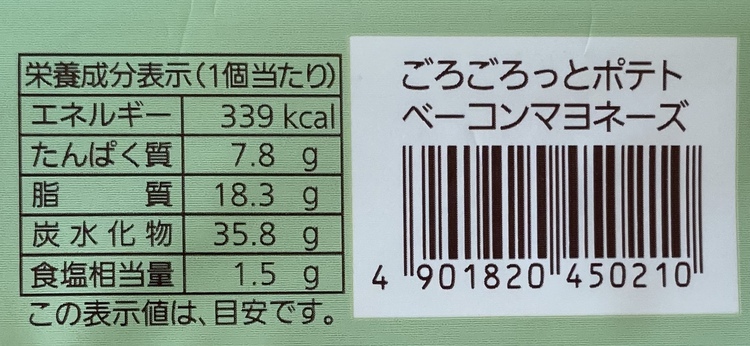 栄養成分表示(1個当たり)
エネルギー 339 kcal
たんぱく質 7.8 g
脂質 18.3 g
炭水化物 35.8 g
食塩相当量 1.5 g
この表示値は、目安です。
ごろごろっとポテト
ベーコンマヨネーズ
4 901820 450210